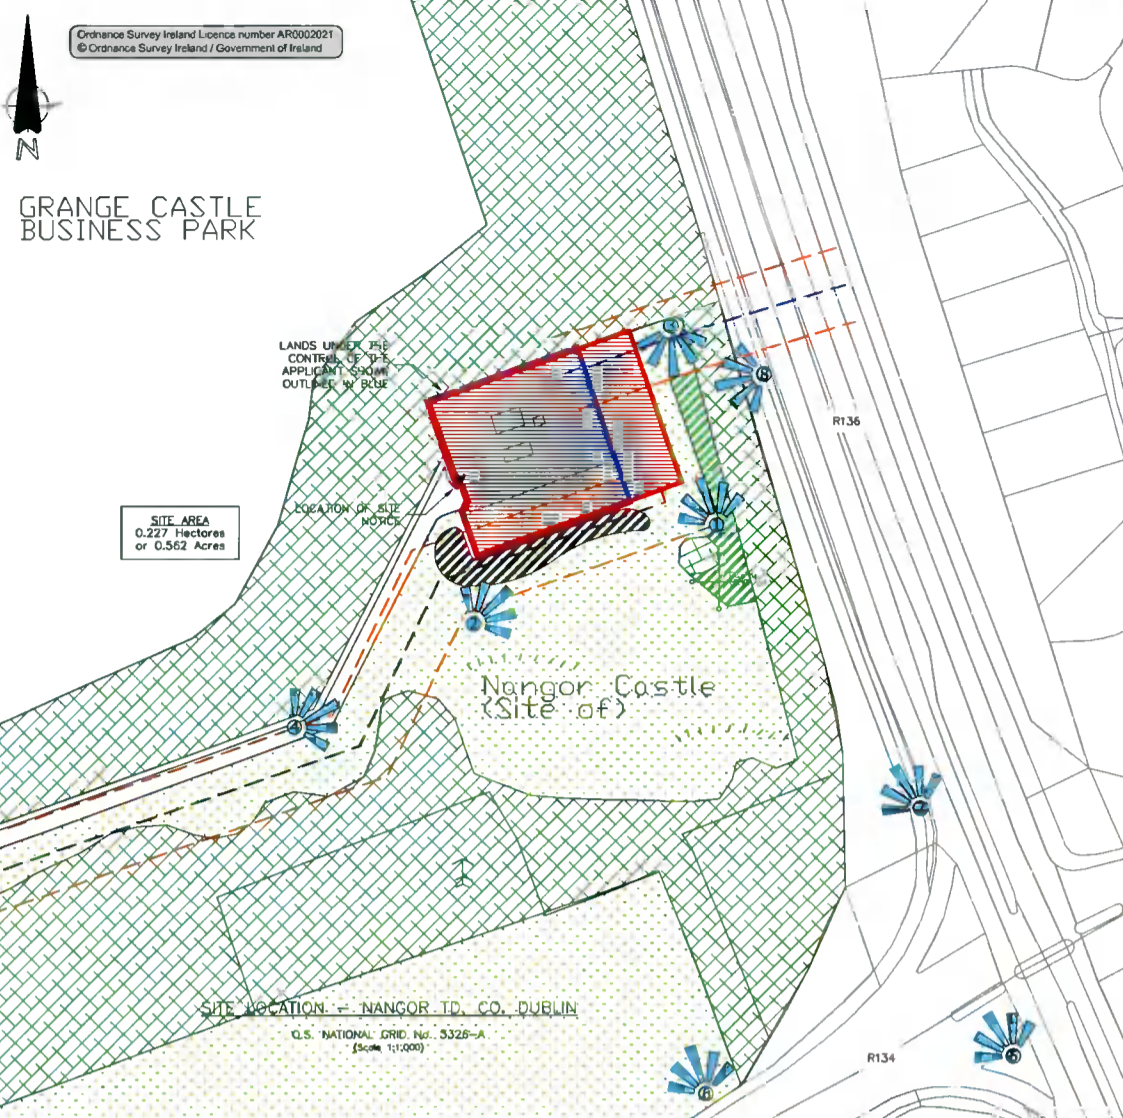 Ordnance Survey Ireland Licence number AR0002021
© Ordnance Survey Ireland / Government of Ireland
N
GRANGE CASTLE
BUSINESS PARK
LANDS UNDER THE
CONTROL OF THE
APPLICANT SHOWN
OUTLINED IN BLUE
R136
LOCATION OF SITE
NOTICE
SITE AREA
0.227 Hectares
or 0.562 Acres
Nangor Castle
(Site of)
SITE LOCATION - NANGOR TD. CO. DUBLIN
O.S. NATIONAL GRID No. 3326-A
(Scale 1:1:000)
R134